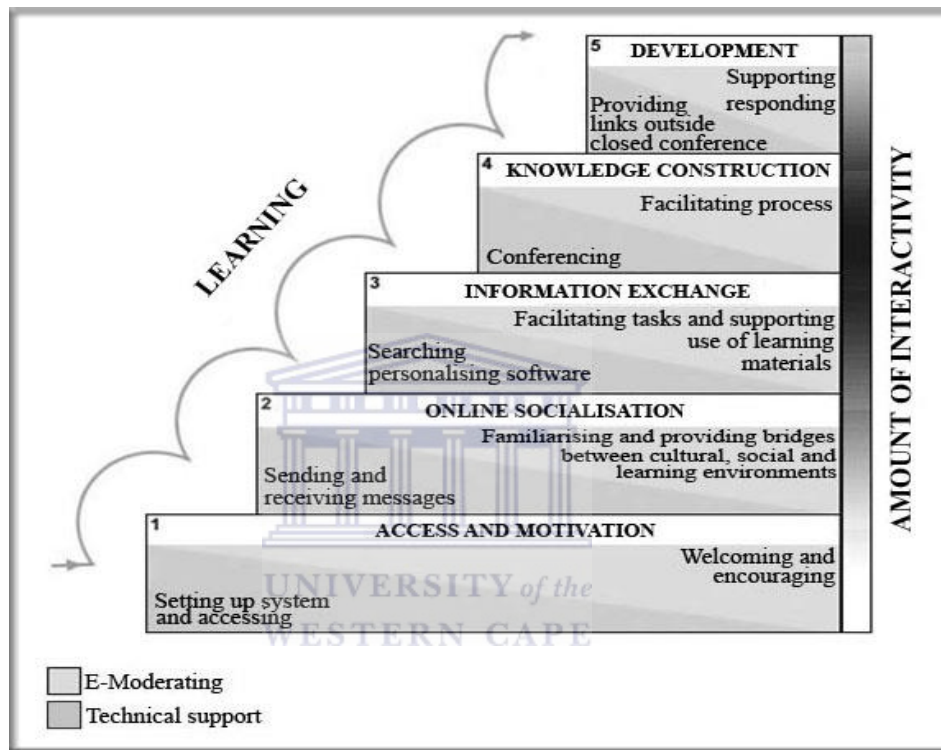 5 DEVELOPMENT
Supporting
responding
Providing
links outside
closed conference
4 KNOWLEDGE CONSTRUCTION
Facilitating process
Conferencing
3 INFORMATION EXCHANGE
Facilitating tasks and supporting
use of learning
materials
Searching
personalising software
2 ONLINE SOCIALISATION
Familiarising and providing bridges
between cultural, social and
learning environments
Sending and
receiving messages
1 ACCESS AND MOTIVATION
Welcoming and
encouraging
Setting up system
and accessing
LEARNING
AMOUNT OF INTERACTIVITY
UNIVERSITY of the
WESTERN CAPE
E-Moderating
Technical support